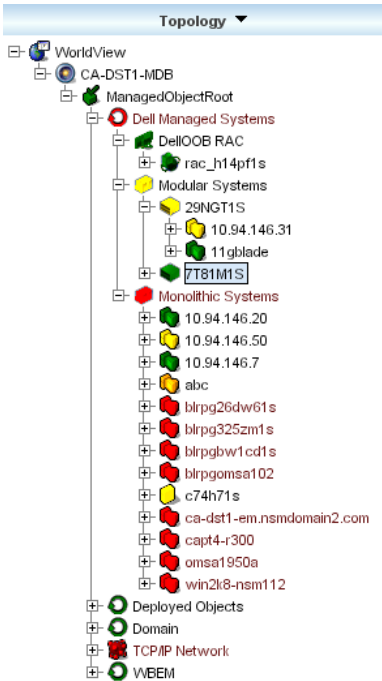 Topology
WorldView
CA-DST1-MDB
ManagedObjectRoot
Dell Managed Systems
DellOOB RAC
rac_h14pf1s
Modular Systems
29NGT1S
10.94.146.31
11gblade
7T81M1S
Monolithic Systems
10.94.146.20
10.94.146.50
10.94.146.7
abc
blrpg26dw61s
blrpg325zm1s
blrpgbw1cd1s
blrpgomsa102
c74h71s
ca-dst1-em.nsmdomain2.com
capt4-r300
omsa1950a
win2k8-nsm112
Deployed Objects
Domain
TCP/IP Network
WBEM